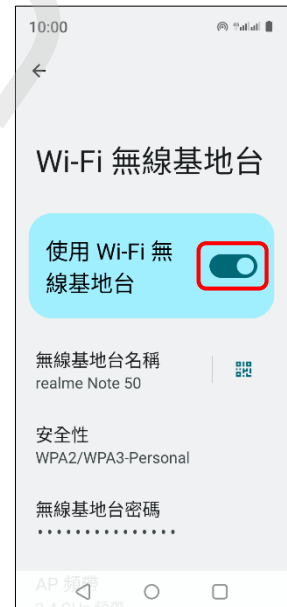 10:00
Wi-Fi 無線基地台
使用 Wi-Fi 無
線基地台
無線基地台名稱
realme Note 50
安全性
WPA2/WPA3-Personal
無線基地台密碼
•••••••••••••••
AP 頻帶